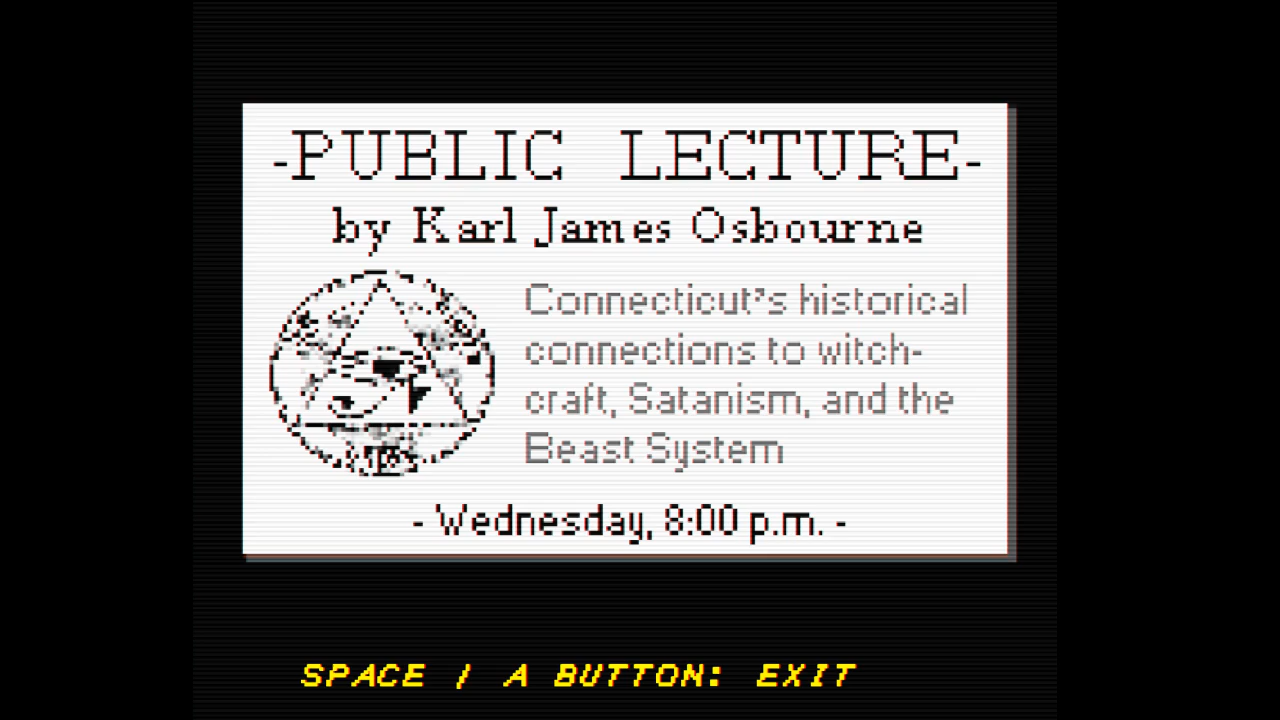 -PUBLIC LECTURE-
by Karl James Osbourne
Connecticut's historical
connections to witch-
craft, Satanism, and the
Beast System
- Wednesday, 8:00 p.m. -
SPACE / A BUTTON: EXIT